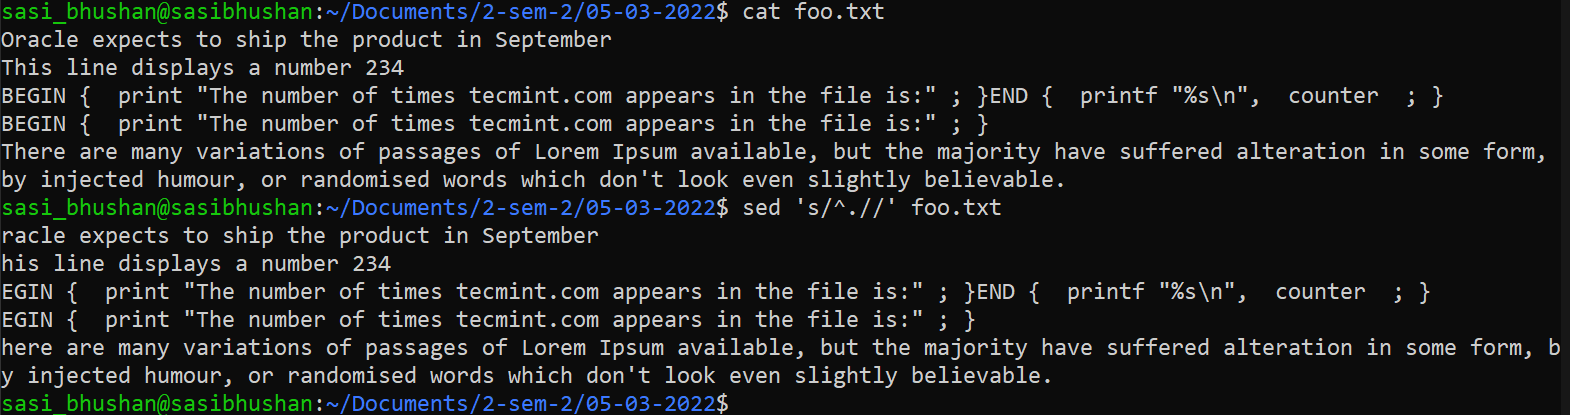 sasi_bhushan@sasibhushan:~/Documents/2-sem-2/05-03-2022$ cat foo.txt
Oracle expects to ship the product in September
This line displays a number 234
BEGIN {  print "The number of times tecmint.com appears in the file is:" ; }END {  printf "%s\n",  counter  ; }
BEGIN {  print "The number of times tecmint.com appears in the file is:" ; }
There are many variations of passages of Lorem Ipsum available, but the majority have suffered alteration in some form,
by injected humour, or randomised words which don't look even slightly believable.
sasi_bhushan@sasibhushan:~/Documents/2-sem-2/05-03-2022$ sed 's/^.//' foo.txt
racle expects to ship the product in September
his line displays a number 234
EGIN {  print "The number of times tecmint.com appears in the file is:" ; }END {  printf "%s\n",  counter  ; }
EGIN {  print "The number of times tecmint.com appears in the file is:" ; }
here are many variations of passages of Lorem Ipsum available, but the majority have suffered alteration in some form, b
y injected humour, or randomised words which don't look even slightly believable.
sasi_bhushan@sasibhushan:~/Documents/2-sem-2/05-03-2022$